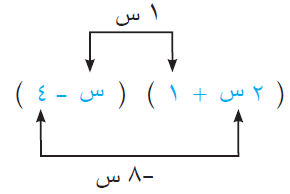 ١ س
( ٢ س + ١ ) ( س - ٤ )
-٨ س